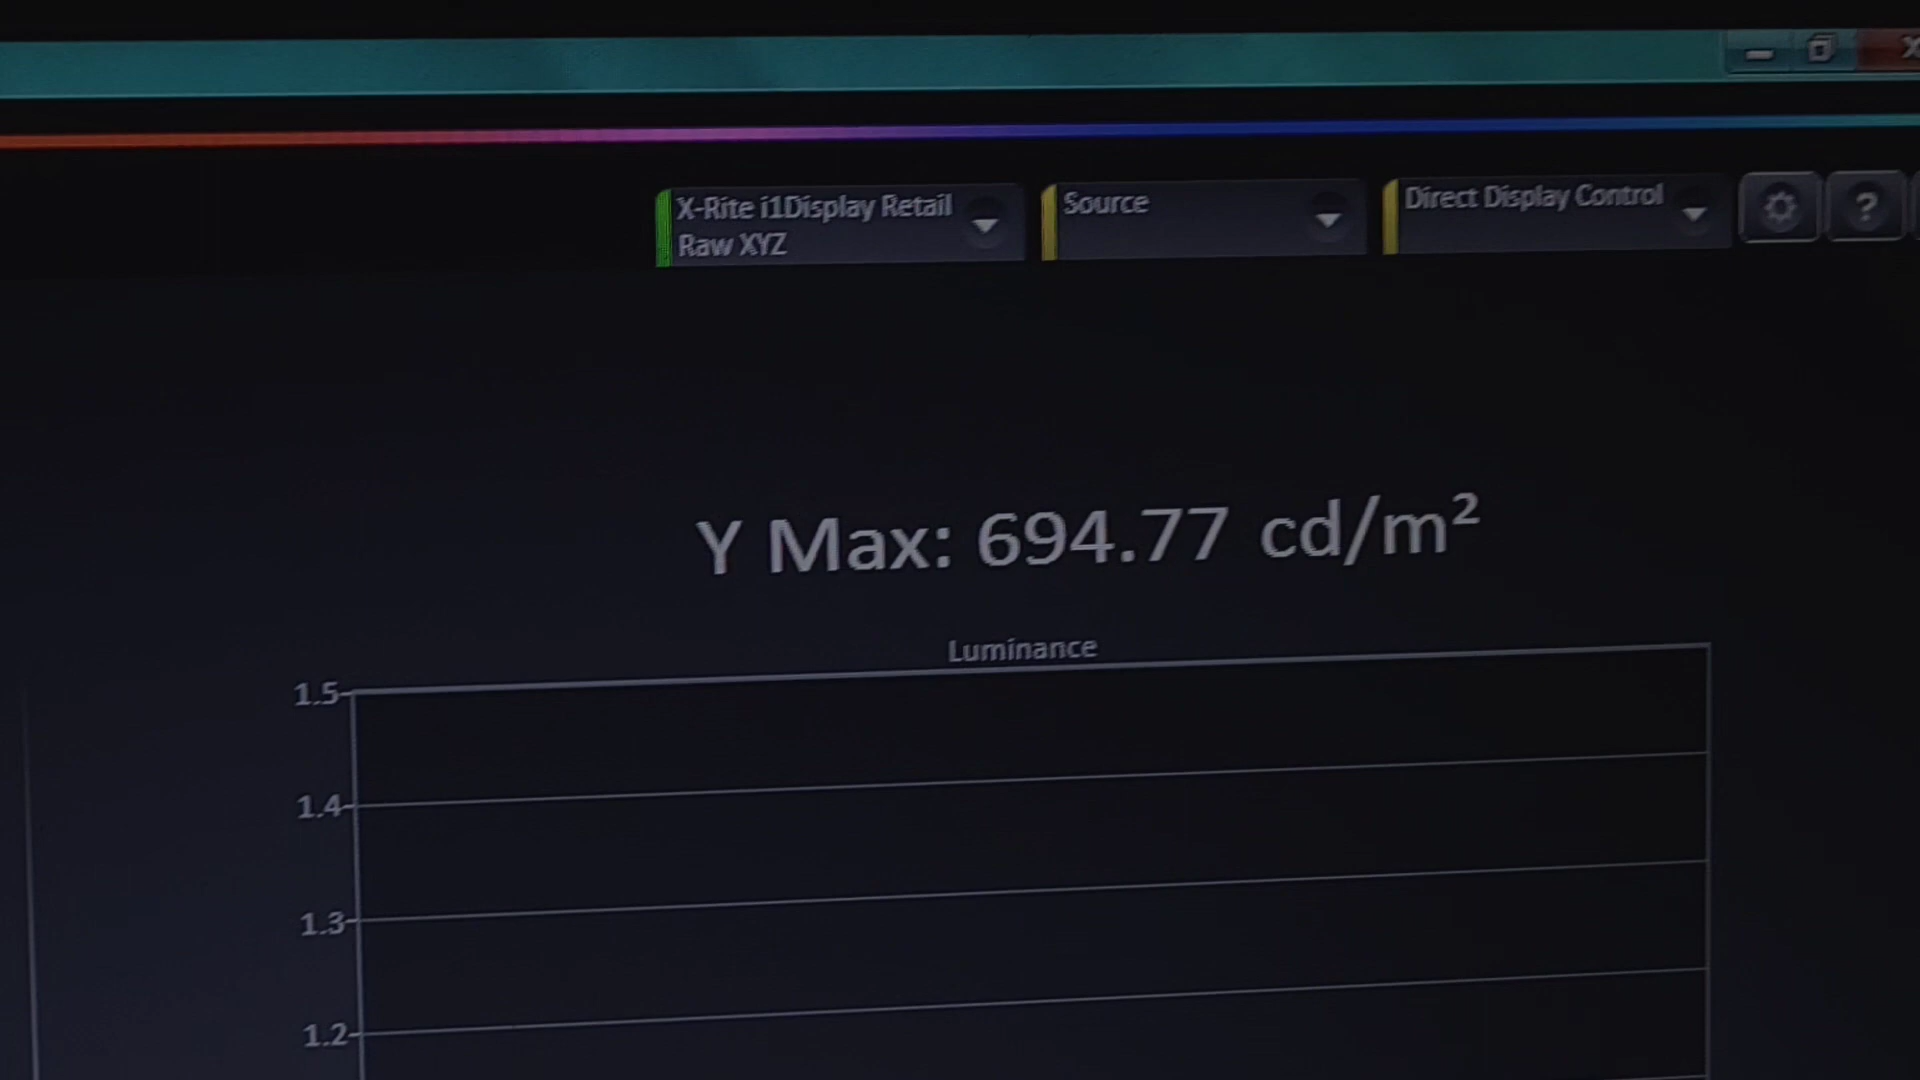 X-Rite i1Display Retail
Raw XYZ
Source
Direct Display Control
?
Y Max: 694.77 cd/m²
Luminance
1.5
1.4
1.3
1.2